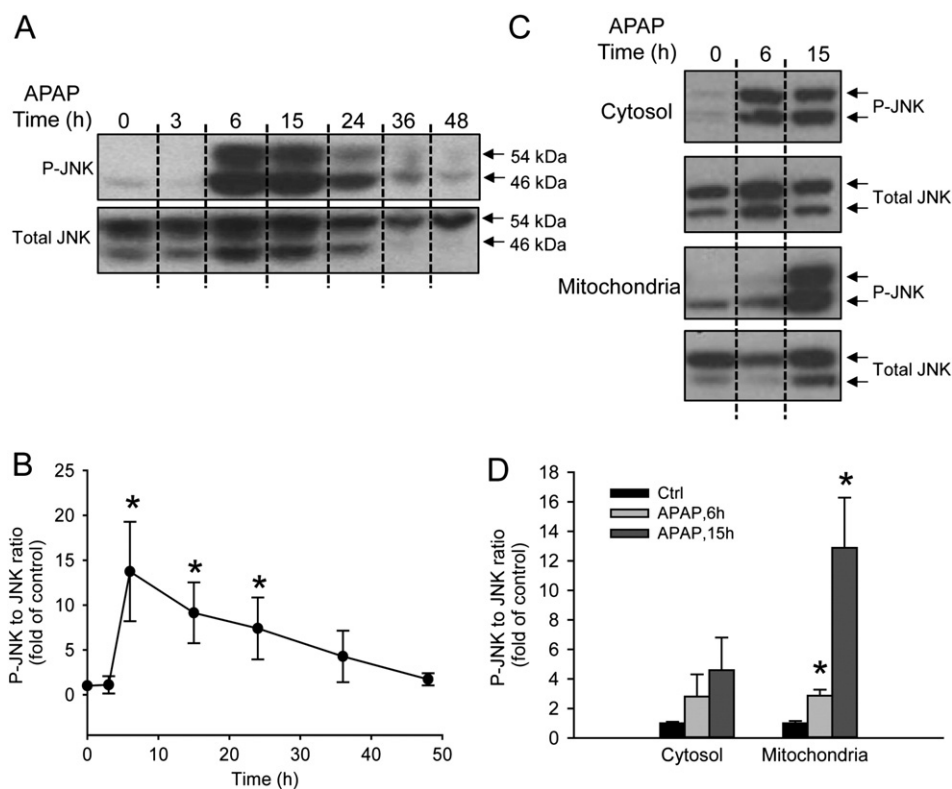 A
APAP
Time (h) 0 3 6 15 24 36 48
P-JNK
54 kDa
46 kDa
Total JNK
54 kDa
46 kDa
C
APAP
Time (h) 0 6 15
Cytosol
P-JNK
Total JNK
Mitochondria
P-JNK
Total JNK
B
P-JNK to JNK ratio
(fold of control)
25
20
15
10
5
0
* * *
0 10 20 30 40 50
Time (h)
D
P-JNK to JNK ratio
(fold of control)
18
16
14
12
10
8
6
4
2
0
Ctrl
APAP,6h
APAP,15h
*
*
Cytosol Mitochondria